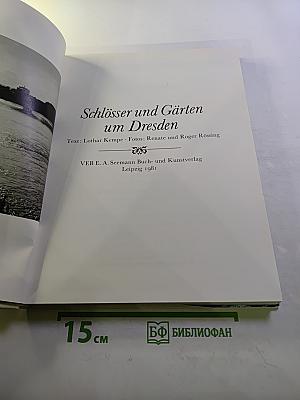 Schlösser und Gärten
um Dresden
Text: Lothar Kempe · Fotos: Renate und Roger Rössing
VEB E. A. Seemann Buch- und Kunstverlag
Leipzig 1981
15 см
БФ БИБЛИОФАН